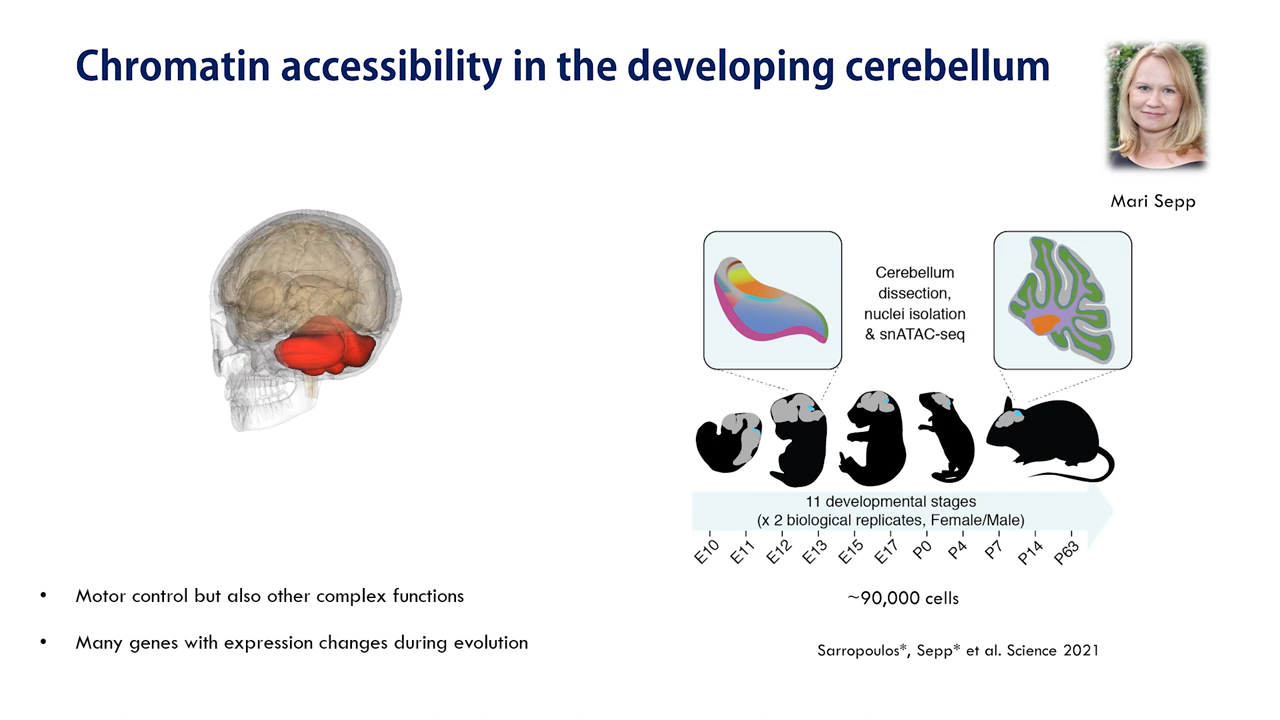 Chromatin accessibility in the developing cerebellum
Mari Sepp
Cerebellum
dissection,
nuclei isolation
& snATAC-seq
11 developmental stages
(x 2 biological replicates, Female/Male)
E10 E11 E12 E13 E15 E17 P0 P4 P7 P14 P63
• Motor control but also other complex functions
~90,000 cells
• Many genes with expression changes during evolution
Sarropoulos*, Sepp* et al. Science 2021